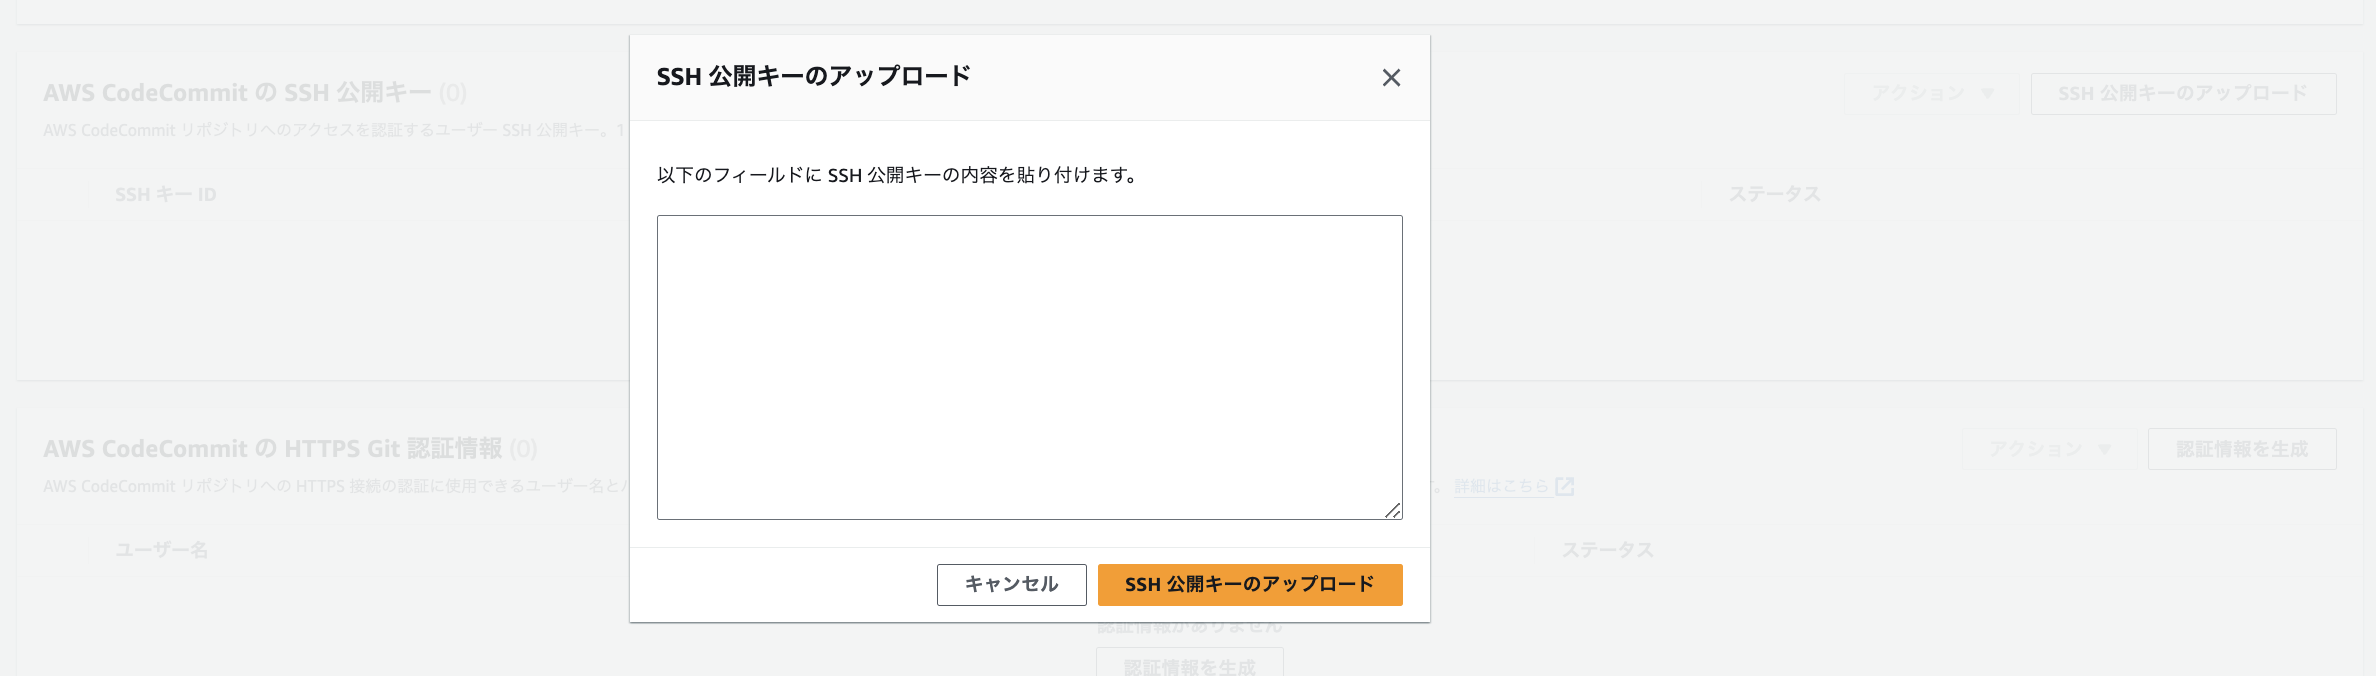 SSH 公開キーのアップロード
AWS CodeCommit の SSH 公開キー (0)
アクション ▼ SSH 公開キーのアップロード
AWS CodeCommit リポジトリへのアクセスを認証するユーザー SSH 公開キー。1
以下のフィールドに SSH 公開キーの内容を貼り付けます。
SSH キー ID
ステータス
AWS CodeCommit の HTTPS Git 認証情報 (0)
アクション ▼ 認証情報を生成
AWS CodeCommit リポジトリへの HTTPS 接続の認証に使用できるユーザー名と
す。 詳細はこちら
ユーザー名
ステータス
キャンセル SSH 公開キーのアップロード
認証情報がありません
認証情報を生成